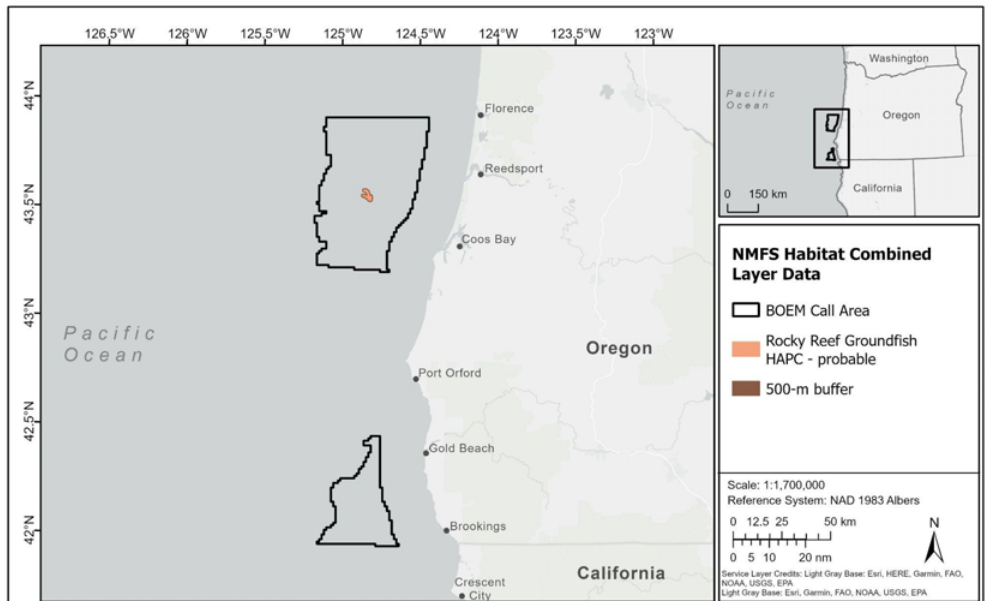 126.5°W 126°W 125.5°W 125°W 124.5°W 124°W 123.5°W 123°W
44°N
43.5°N
43°N
42.5°N
42°N
Florence
Reedsport
Coos Bay
Pacific
Ocean
Oregon
Port Orford
Gold Beach
Brookings
California
Crescent
City
Washington
Pacific
Ocean
Oregon
California
0 150 km
NMFS Habitat Combined
Layer Data
BOEM Call Area
Rocky Reef Groundfish
HAPC - probable
500-m buffer
Scale: 1:1,700,000
Reference System: NAD 1983 Albers
0 12.5 25 50 km
0 5 10 20 nm
N
Service Layer Credits: Light Gray Base: Esri, HERE, Garmin, FAO,
NOAA, USGS, EPA
Light Gray Base: Esri, Garmin, FAO, NOAA, USGS, EPA